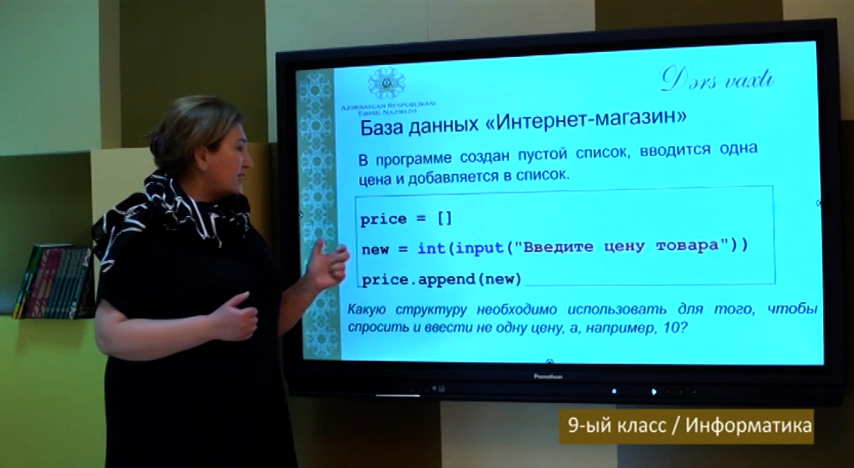 Dərs vaxtı
AZƏRBAYCAN RESPUBLİKASI
TƏHSİL NAZİRLİYİ
База данных «Интернет-магазин»
В программе создан пустой список, вводится одна
цена и добавляется в список.
price = []
new = int(input("Введите цену товара"))
price.append(new)
Какую структуру необходимо использовать для того, чтобы
спросить и ввести не одну цену, а, например, 10?
Promethean
9-ый класс / Информатика